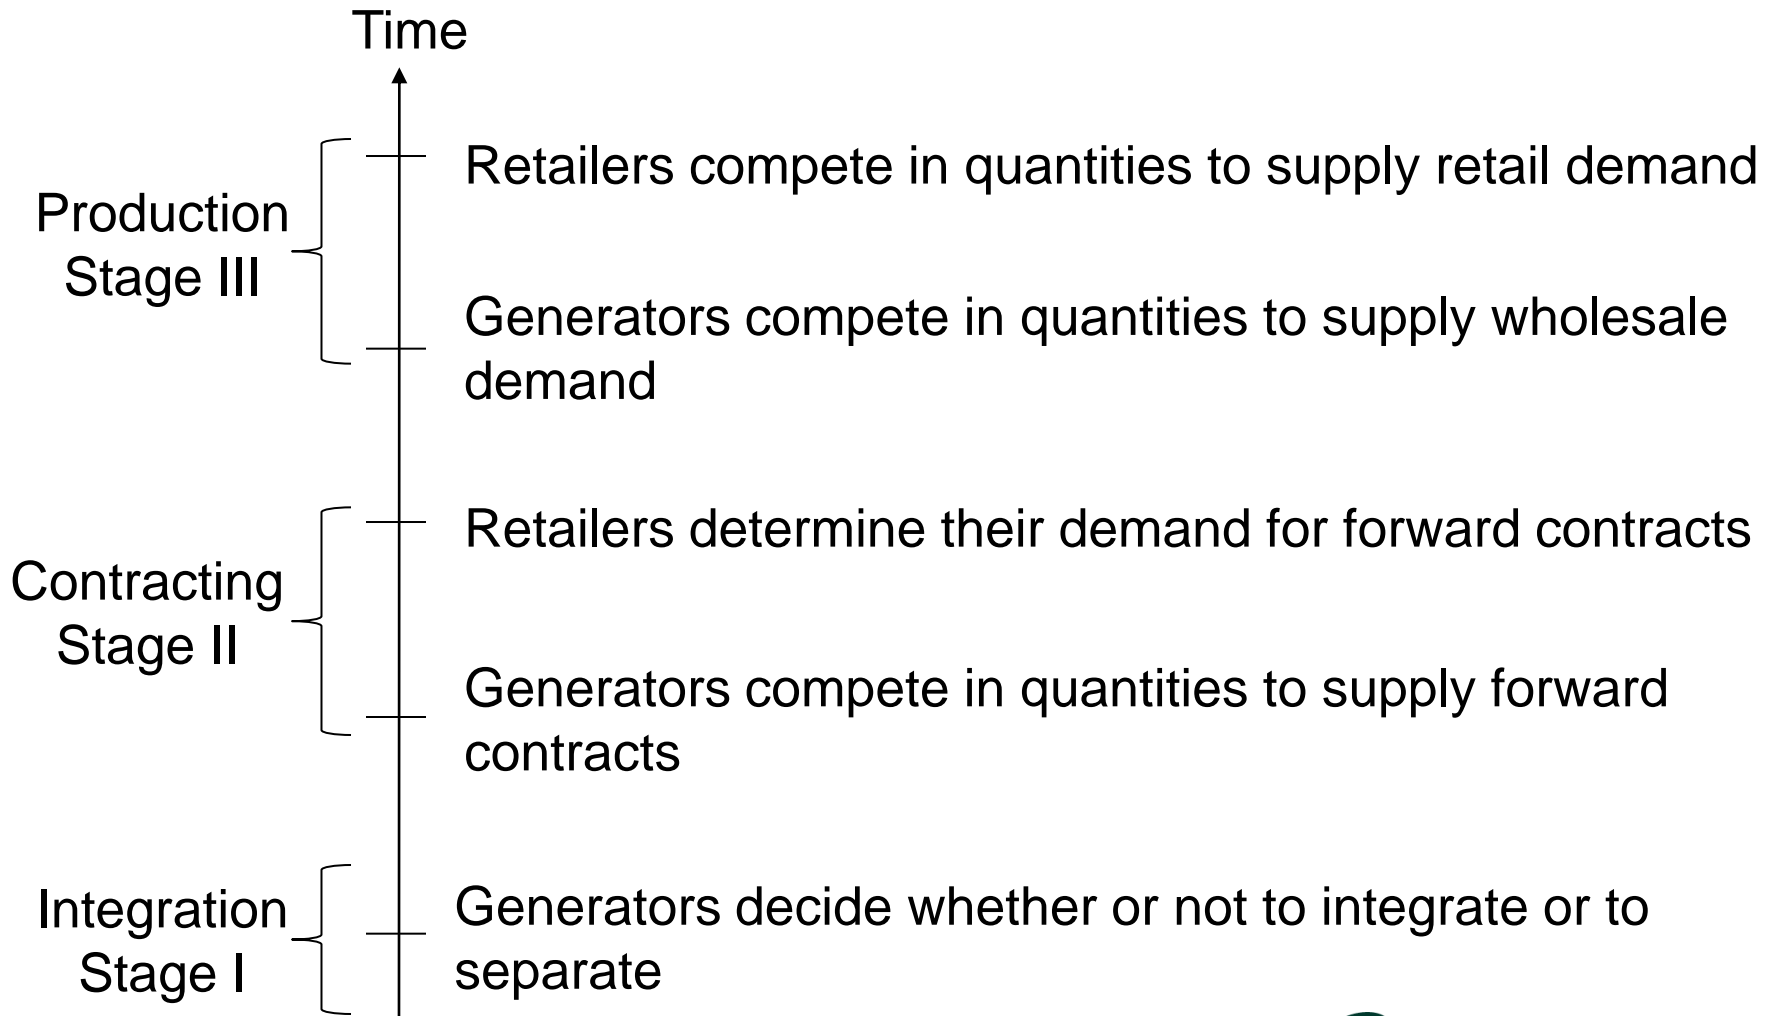 Time
Production
Stage III
Retailers compete in quantities to supply retail demand
Generators compete in quantities to supply wholesale
demand
Contracting
Stage II
Retailers determine their demand for forward contracts
Generators compete in quantities to supply forward
contracts
Integration
Stage I
Generators decide whether or not to integrate or to
separate